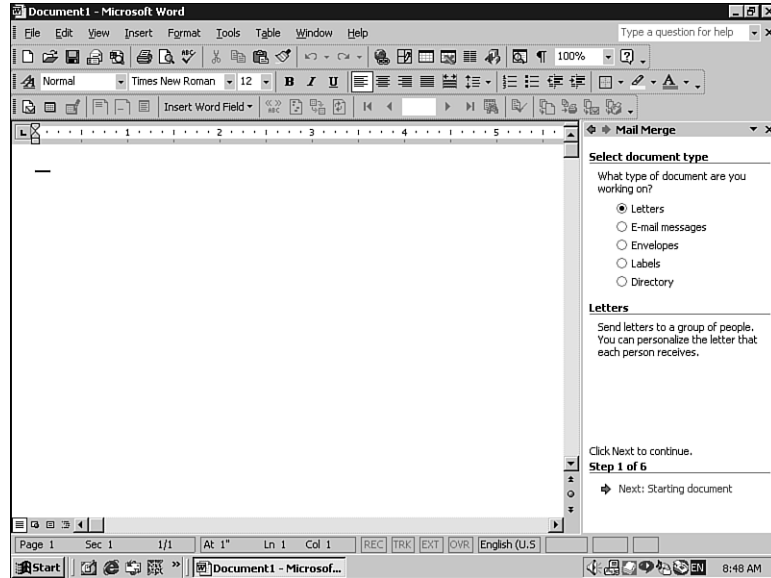 Document1 - Microsoft Word
File Edit View Insert Format Tools Table Window Help Type a question for help
100%
Normal Times New Roman 12 B I U
Insert Word Field
1 2 3 4 5
Mail Merge
Select document type
What type of document are you
working on?
Letters
E-mail messages
Envelopes
Labels
Directory
Letters
Send letters to a group of people.
You can personalize the letter that
each person receives.
Click Next to continue.
Step 1 of 6
Next: Starting document
Page 1 Sec 1 1/1 At 1" Ln 1 Col 1 REC TRK EXT OVR English (U.S
Start Document1 - Microsof... EN 8:48 AM